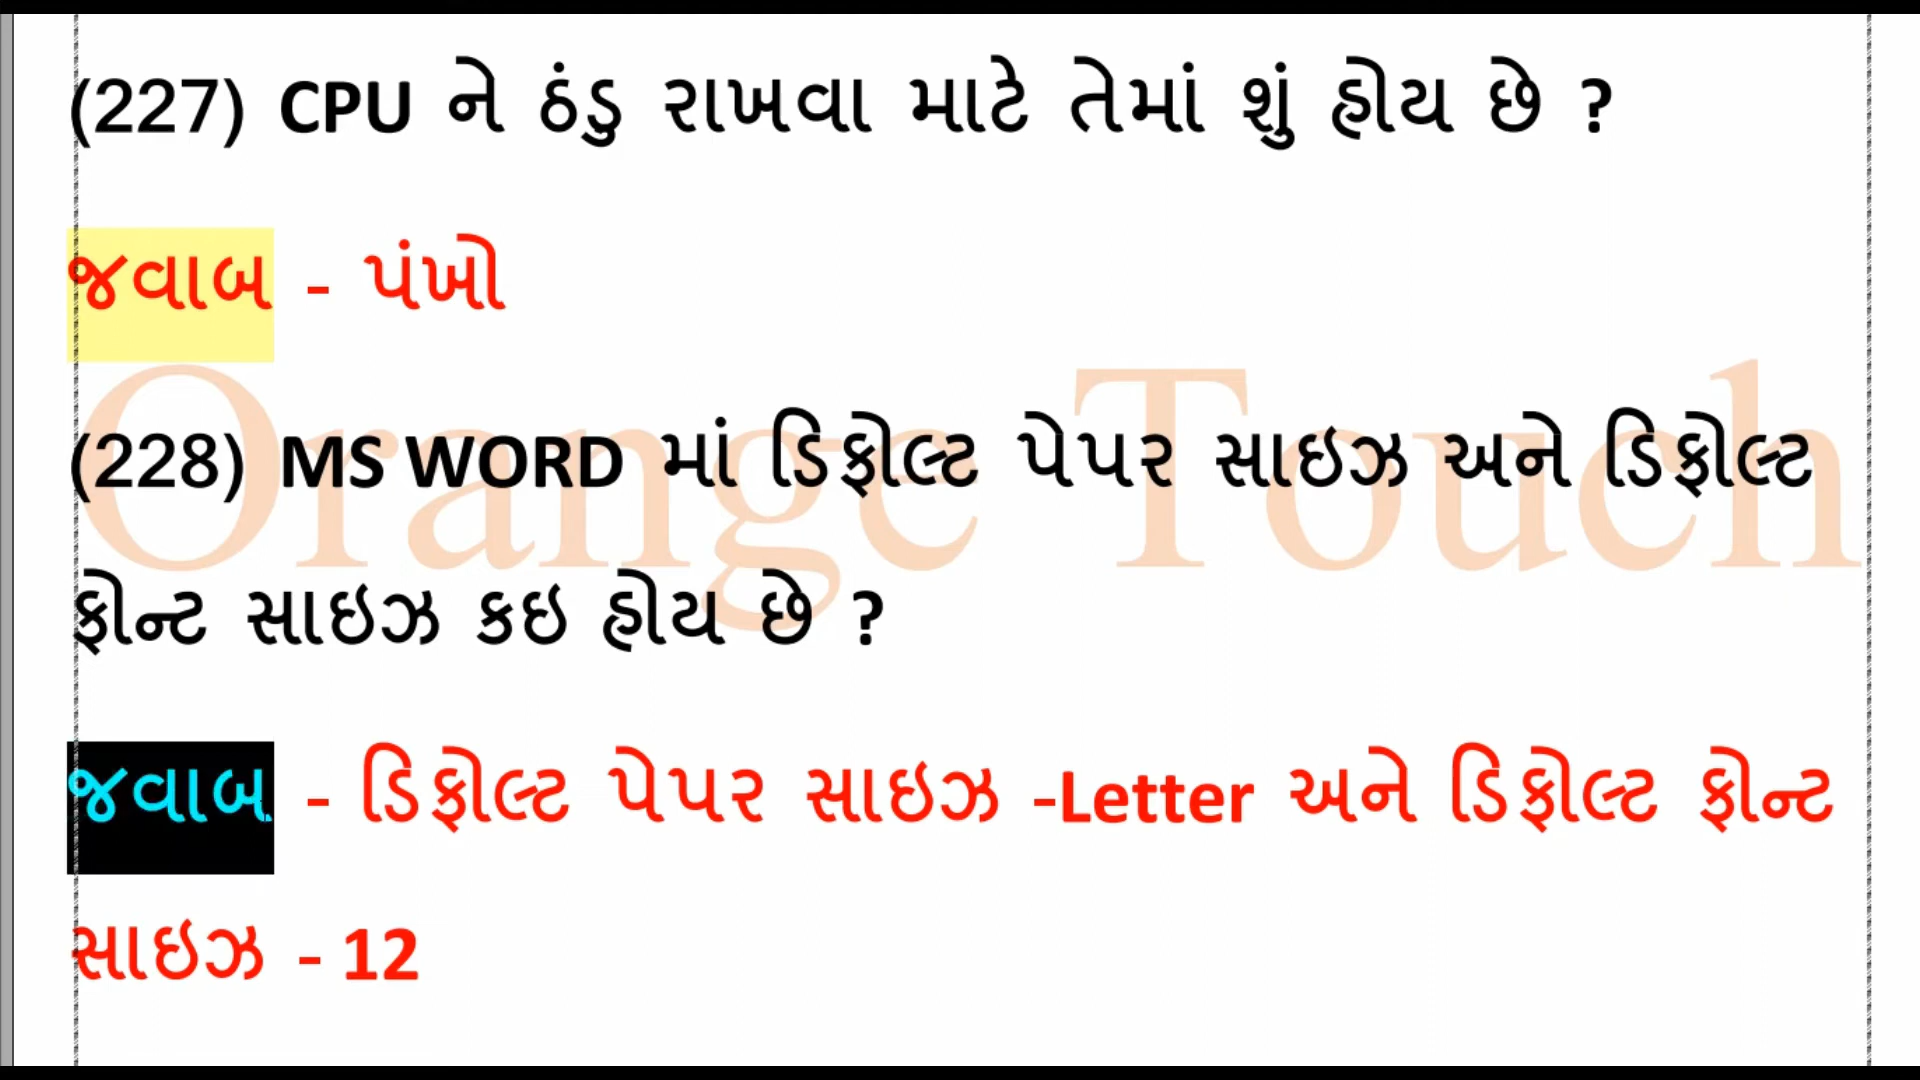 (227) CPU ને ઠંડુ રાખવા માટે તેમાં શું હોય છે ?
જવાબ - પંખો
Orange Touch
(228) MS WORD માં ડિફોલ્ટ પેપર સાઇઝ અને ડિફોલ્ટ
ફોન્ટ સાઇઝ કઇ હોય છે ?
જવાબ - ડિફોલ્ટ પેપર સાઇઝ -Letter અને ડિફોલ્ટ ફોન્ટ
સાઇઝ - 12